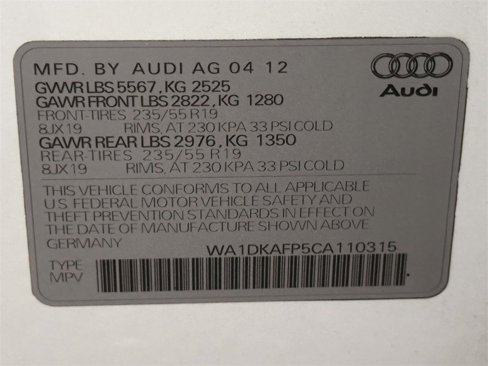 MFD. BY AUDI AG 04 12
GVWR LBS 5567, KG 2525
GAWR FRONT LBS 2822, KG 1280
FRONT-TIRES 235/55 R19
8JX19 RIMS, AT 230 KPA 33 PSI COLD
GAWR REAR LBS 2976, KG 1350
REAR-TIRES 235/55 R19
8JX19 RIMS, AT 230 KPA 33 PSI COLD
Audi
THIS VEHICLE CONFORMS TO ALL APPLICABLE
U.S. FEDERAL MOTOR VEHICLE SAFETY AND
THEFT PREVENTION STANDARDS IN EFFECT ON
THE DATE OF MANUFACTURE SHOWN ABOVE
GERMANY WA1DKAFP5CA110315
TYPE
MPV